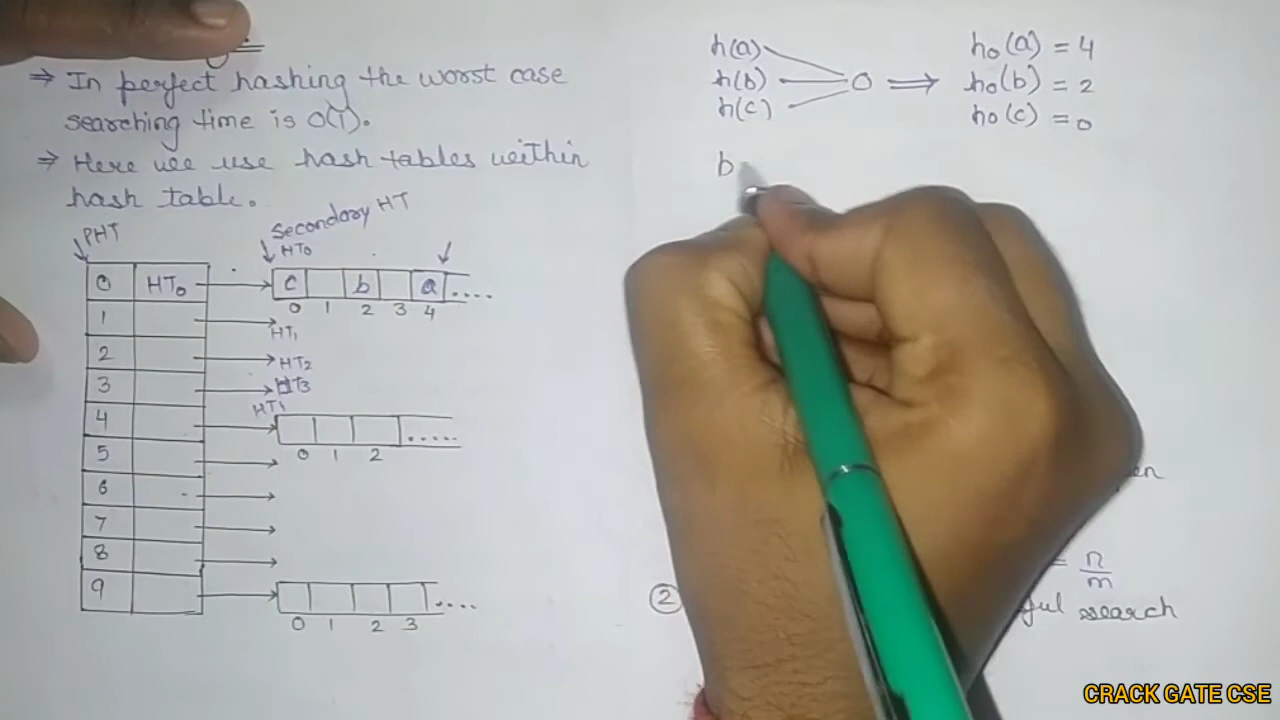 ⇒ In perfect hashing the worst case
searching time is O(1).
⇒ Here we use hash tables within
hash table.
PHT
Secondary HT
HT0
0 HT0 c b a ....
0 1 2 3 4
1 HT1
2 HT2
3 HT3
HT4
4 .....
0 1 2
5
6
7
8
9 ....
0 1 2 3
h(a)
h(b) 0 ⇒
h(c)
h0(a) = 4
h0(b) = 2
h0(c) = 0
b
= n/m
② ful search
CRACK GATE CSE